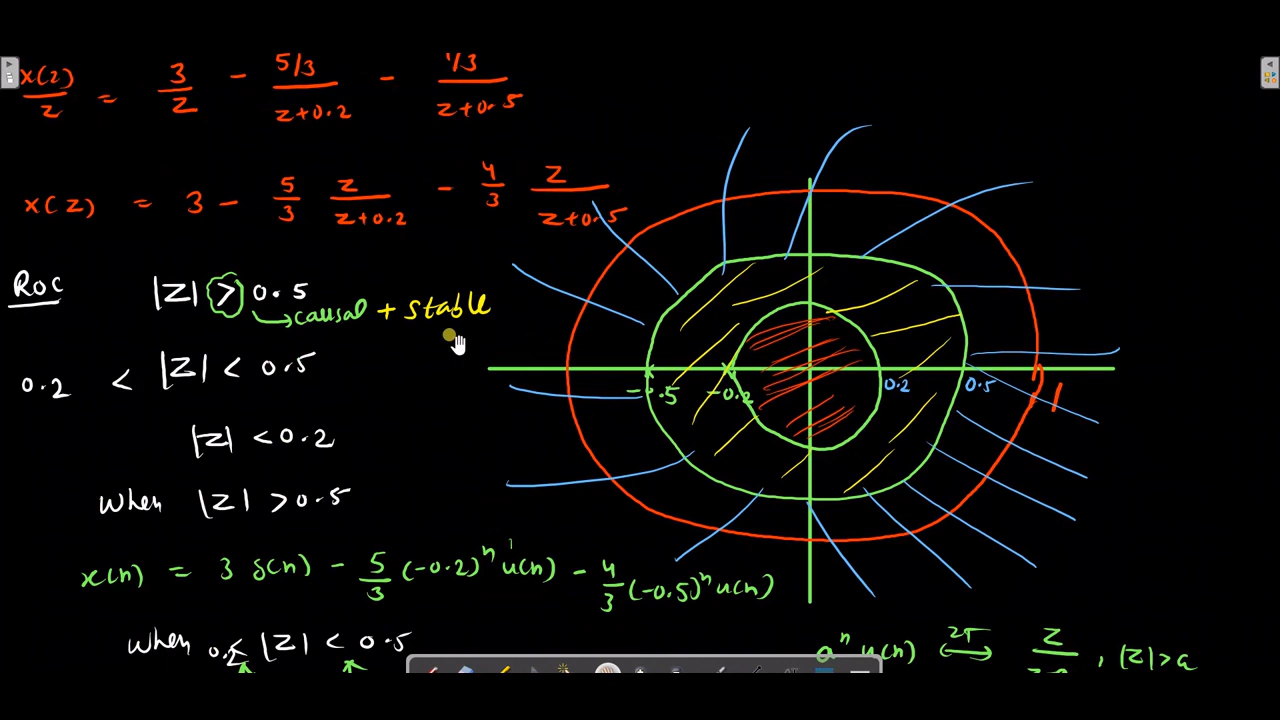 x(z)/z = 3/z - 5/3/z+0.2 - 1/3/z+0.5
x(z) = 3 - 5/3 z/z+0.2 - 4/3 z/z+0.5
ROC |z| > 0.5
causal + stable
0.2 < |z| < 0.5
|z| < 0.2
when |z| > 0.5
x(n) = 3 δ(n) - 5/3 (-0.2)^n u(n) - 4/3 (-0.5)^n u(n)
when 0.2 < |z| < 0.5
-0.5 -0.2 0.2 0.5 1
a^n u(n) ZT ⟷ z/z-a , |z|>a